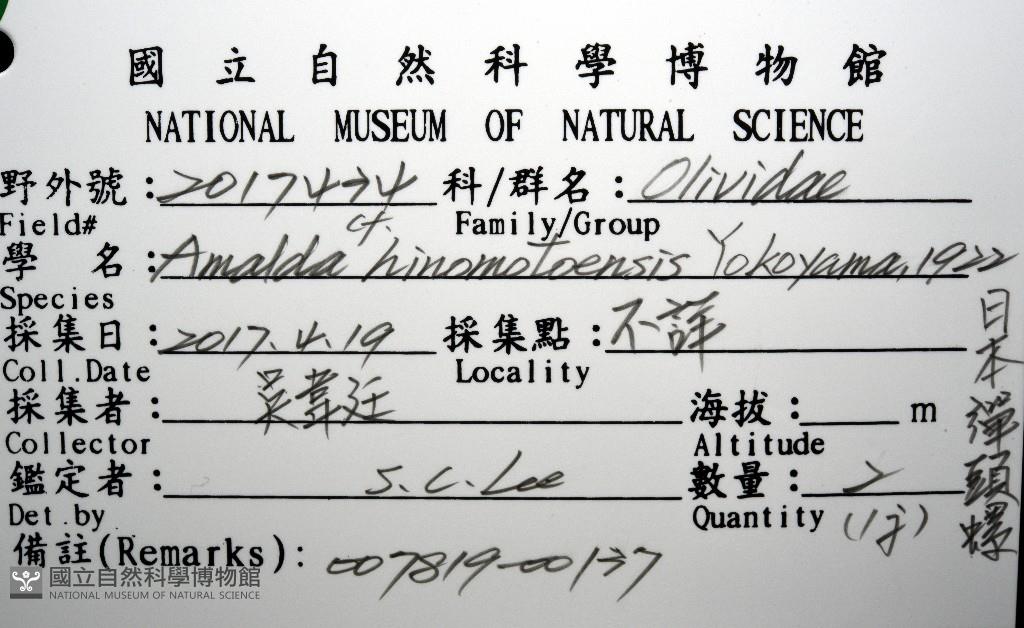 國立自然科學博物館
NATIONAL MUSEUM OF NATURAL SCIENCE
野外號：2017434 科/群名：Olividae
Field# Family/Group
cf.
學名：Amalda hinomotoensis Yokoyama, 1922
Species
採集日：2017.4.19 採集點：不詳
Coll.Date Locality
採集者：吳韋廷 海拔：m
Collector Altitude
鑑定者：S.C.Lee 數量：2
Det.by Quantity (1j)
備註(Remarks): 007819-00137
日本彈頭螺
國立自然科學博物館
NATIONAL MUSEUM OF NATURAL SCIENCE